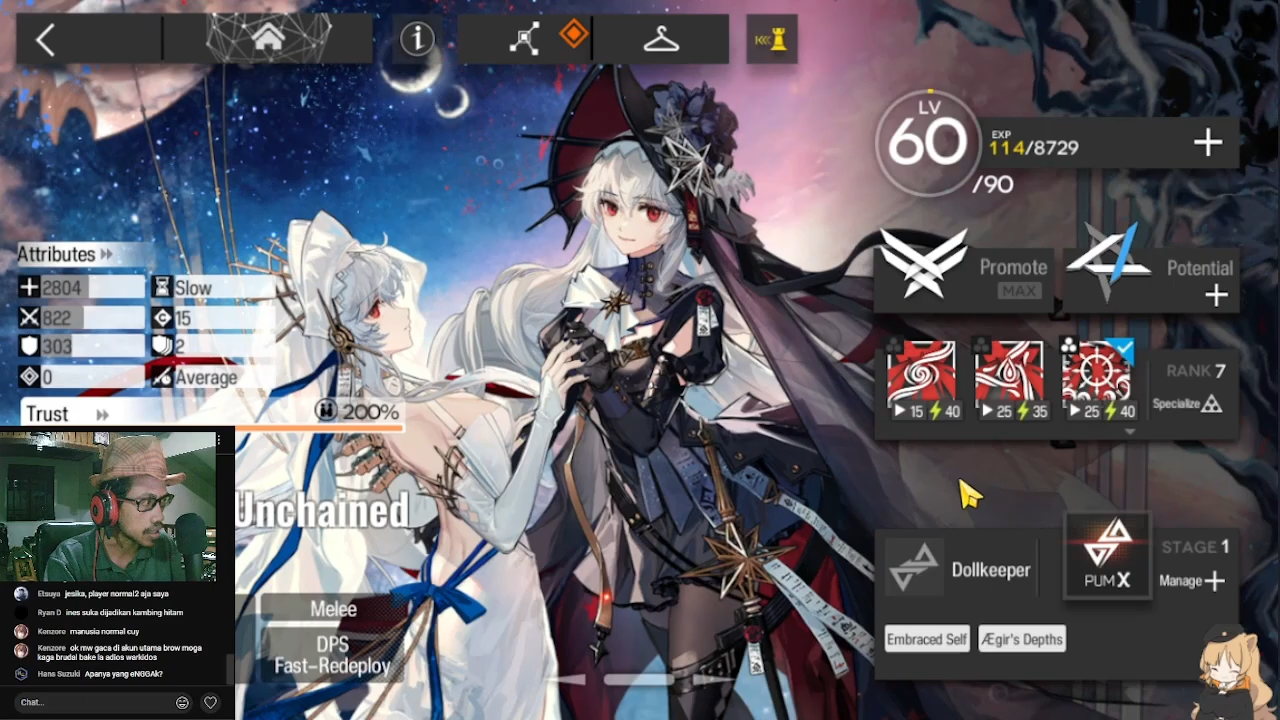 LV
60
/90
EXP
114/8729
Attributes
2804
Slow
822
15
303
2
0
Average
Trust
200%
Promote
MAX
Potential
15 40
25 35
25 40
RANK 7
Specialize
Unchained
Melee
DPS
Fast-Redeploy
Dollkeeper
PUM X
STAGE 1
Manage
Embraced Self
Ægir's Depths
Etsuya jesika, player normal2 aja saya
Ryan D ines suka dijadikan kambing hitam
Kenzore manusia normal cuy
Kenzore ok mw gaca di akun utama brow moga
kaga brudai bake la adios warkidos
Hans Suzuki Apanya yang eNGGAk?
Chat...